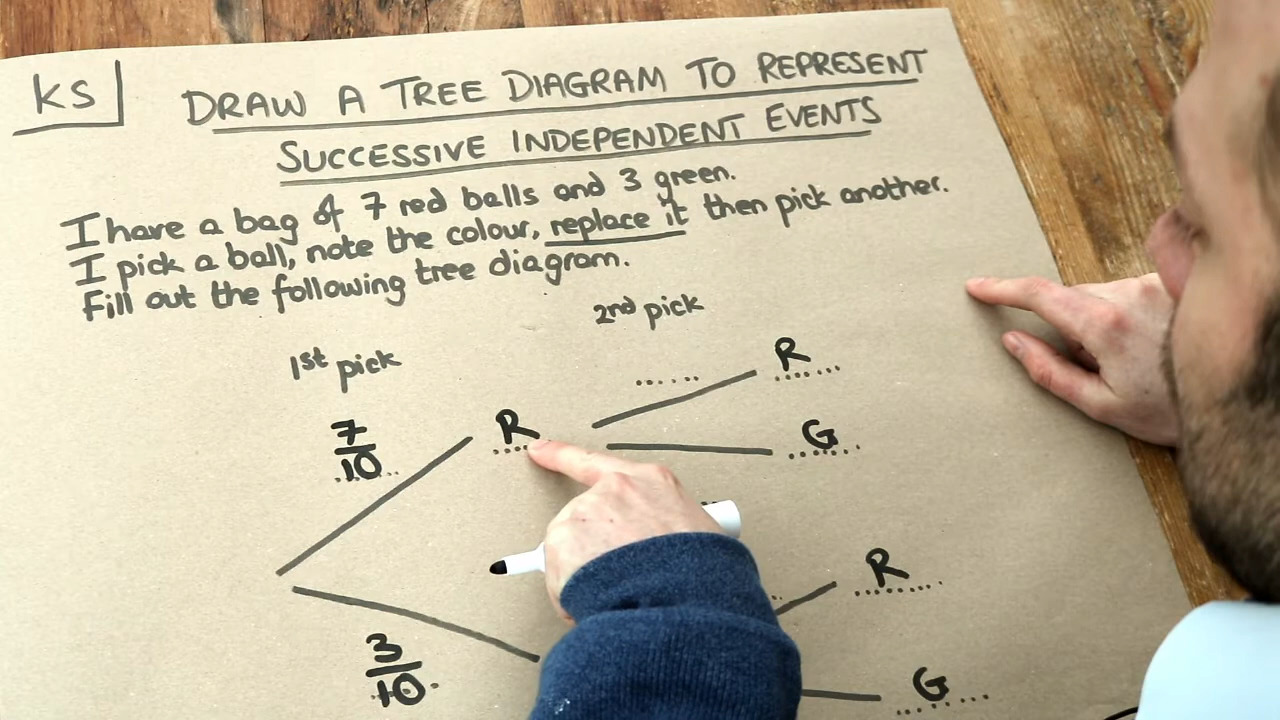 KS
DRAW A TREE DIAGRAM TO REPRESENT
SUCCESSIVE INDEPENDENT EVENTS
I have a bag of 7 red balls and 3 green.
I pick a ball, note the colour, replace it then pick another.
Fill out the following tree diagram.
2nd pick
1st pick
R
7/10
R
G
R
3/10
G